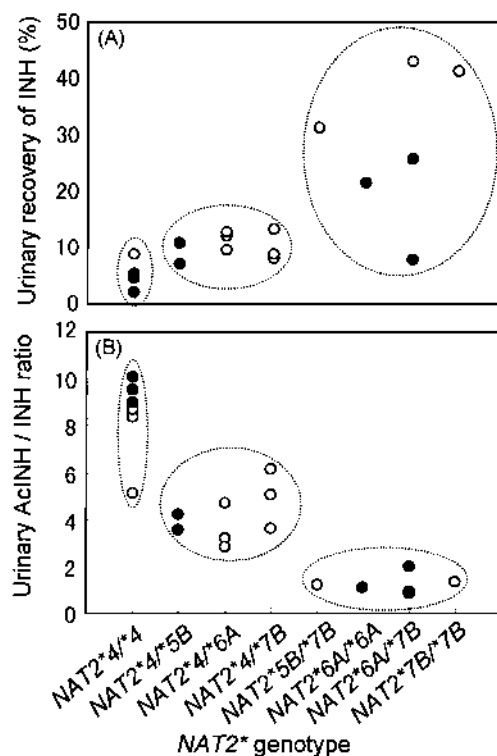 (A)
Urinary recovery of INH (%)
50
40
30
20
10
0
(B)
Urinary AcINH / INH ratio
12
10
8
6
4
2
0
NAT2*4/*4
NAT2*4/*5B
NAT2*4/*6A
NAT2*4/*7B
NAT2*5B/*7B
NAT2*6A/*6A
NAT2*6A/*7B
NAT2*7B/*7B
NAT2* genotype